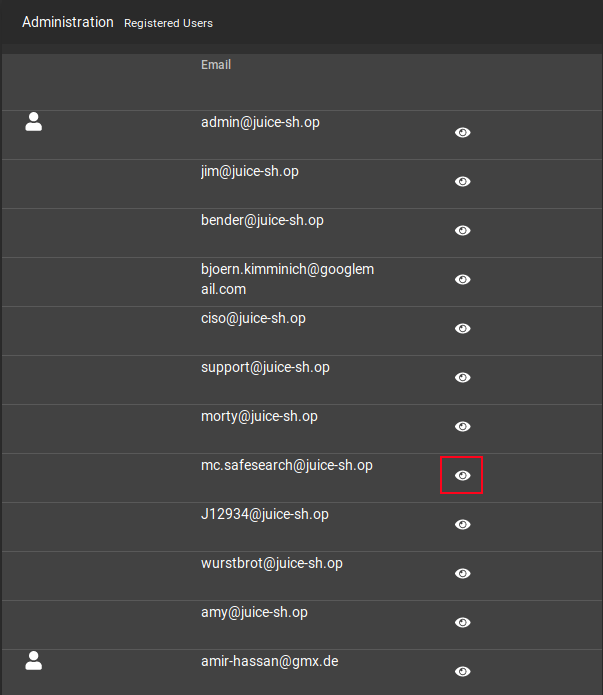 Administration Registered Users
Email
admin@juice-sh.op
jim@juice-sh.op
bender@juice-sh.op
bjoern.kimminich@googlem
ail.com
ciso@juice-sh.op
support@juice-sh.op
morty@juice-sh.op
mc.safesearch@juice-sh.op
J12934@juice-sh.op
wurstbrot@juice-sh.op
amy@juice-sh.op
amir-hassan@gmx.de